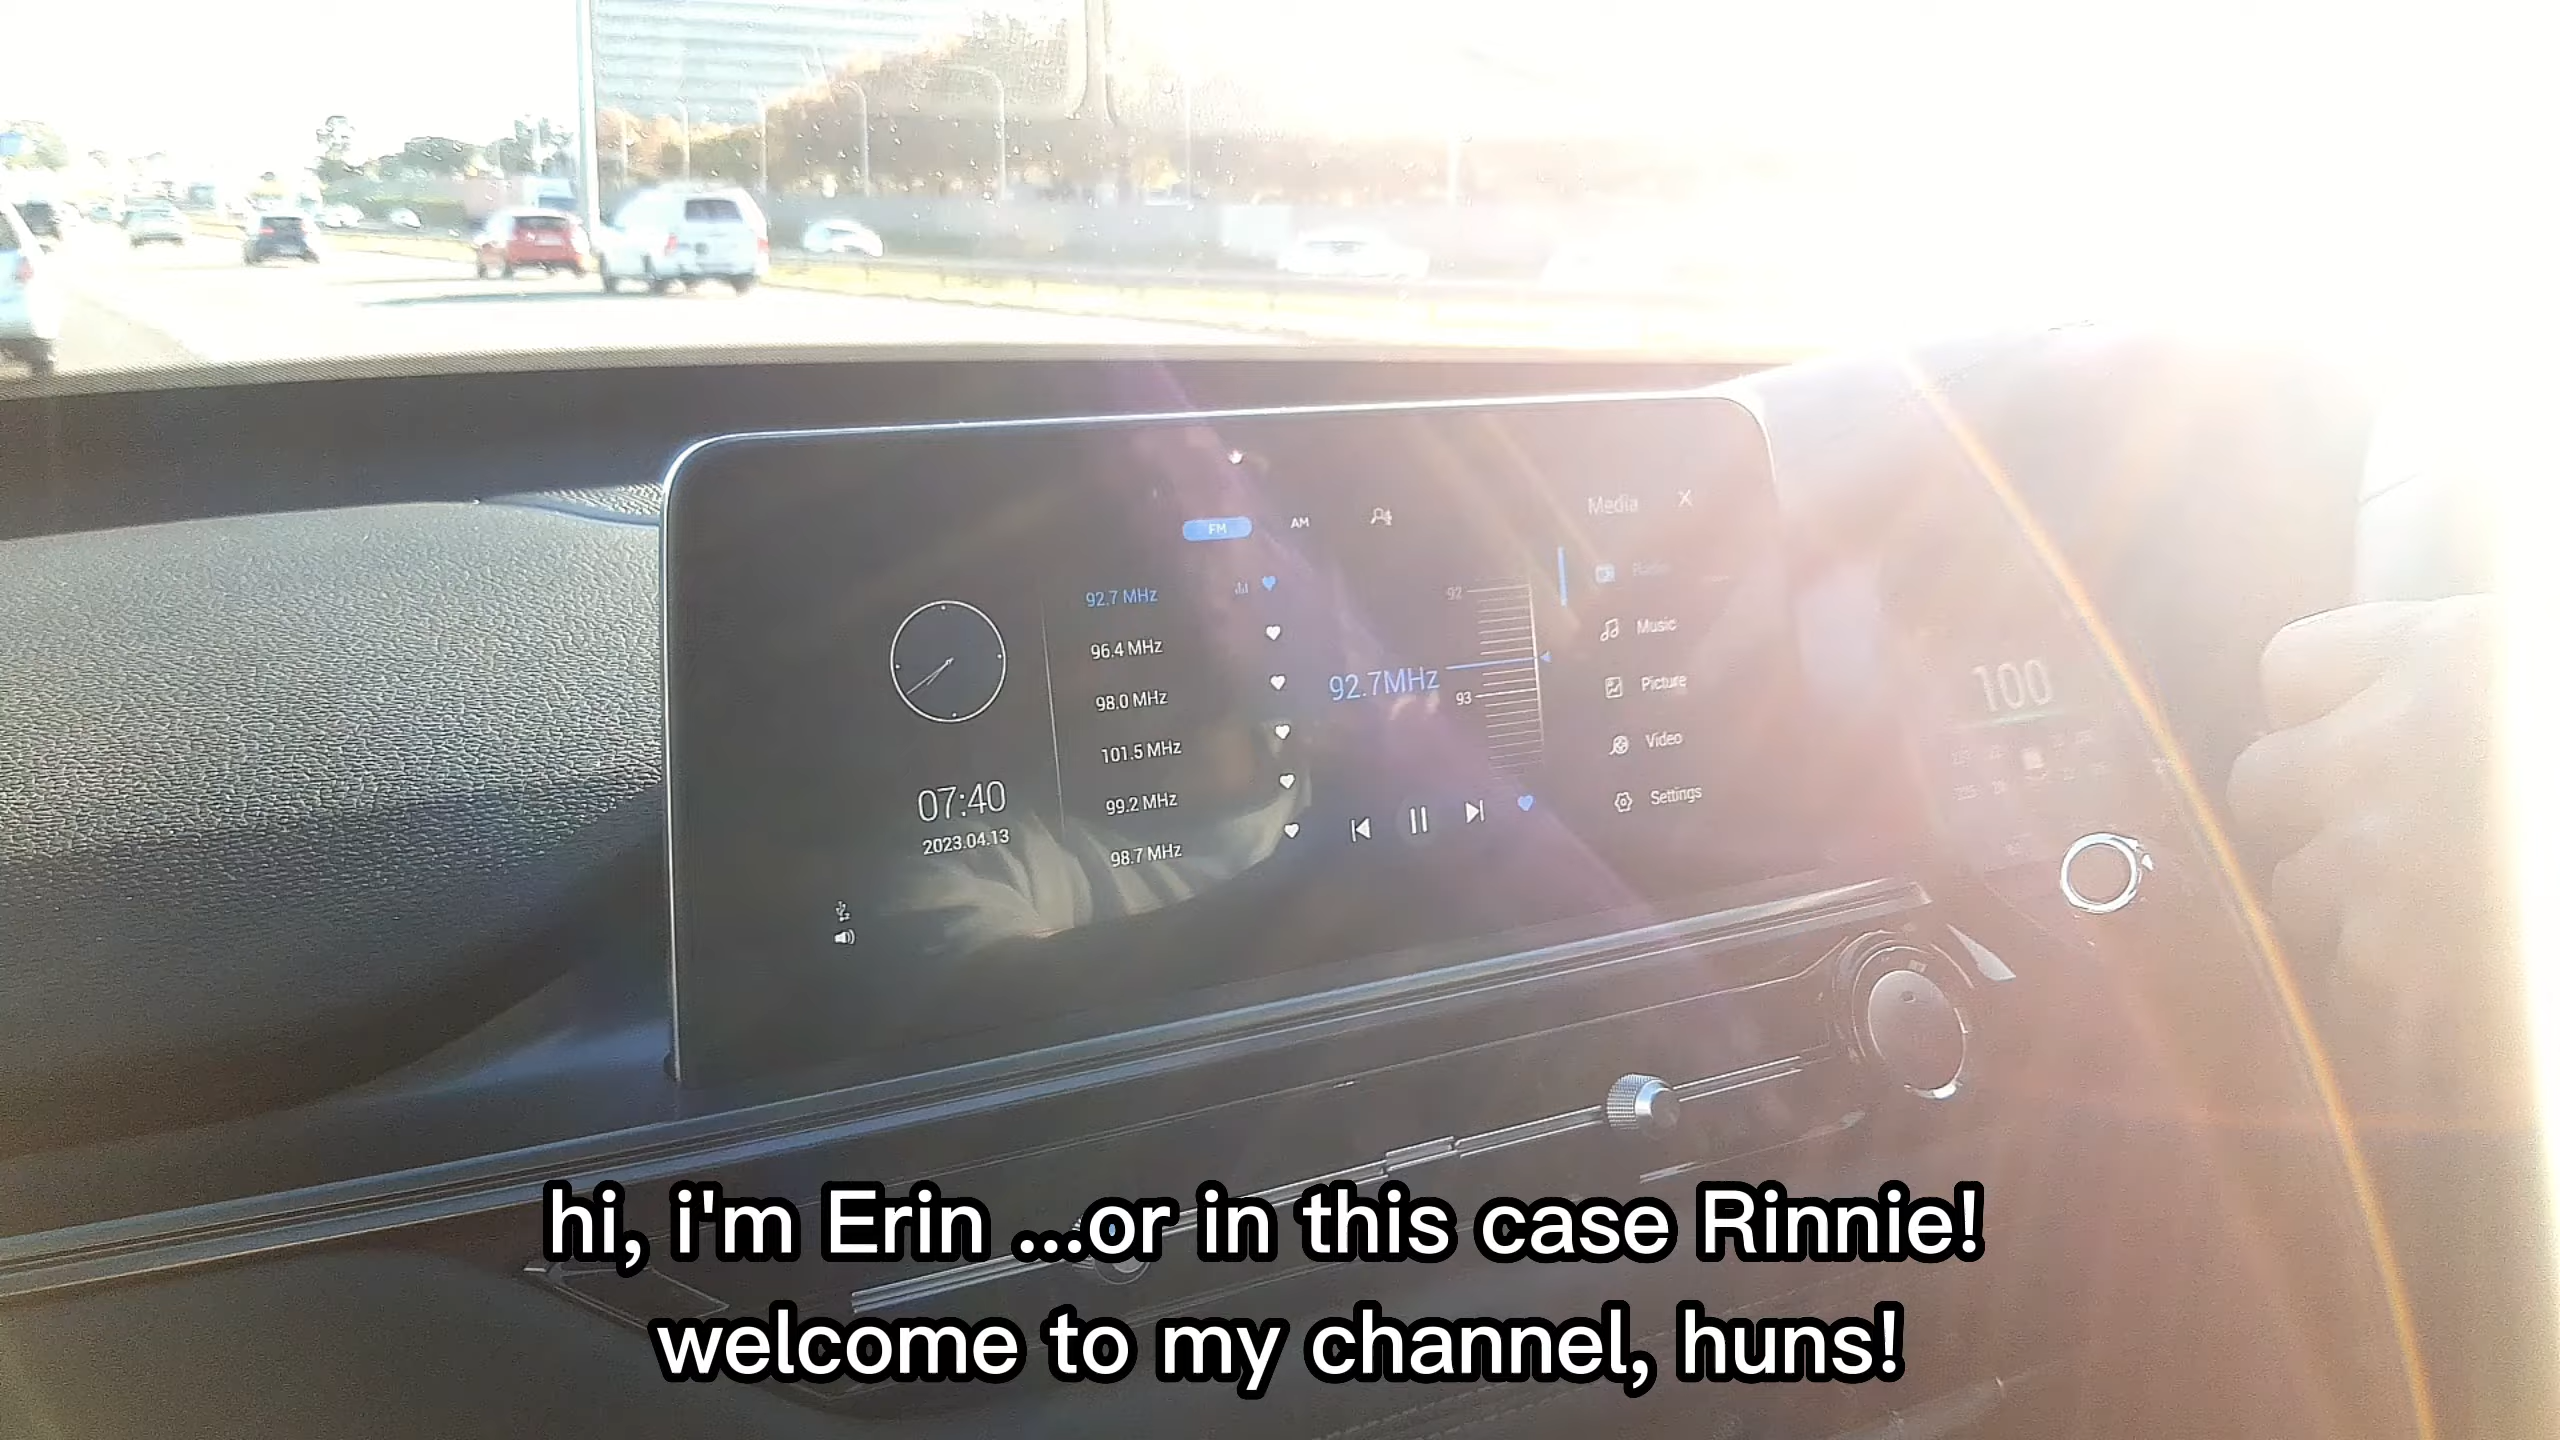 FM
AM
Media
92.7 MHz
96.4 MHz
98.0 MHz
101.5 MHz
99.2 MHz
98.7 MHz
92
92.7MHz
93
Radio
Music
Picture
Video
Settings
07:40
2023.04.13
100
hi, i'm Erin ...or in this case Rinnie!
welcome to my channel, huns!